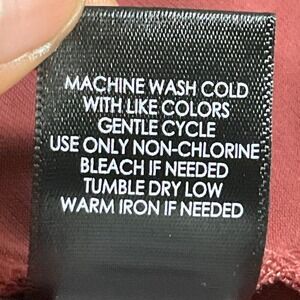 MACHINE WASH COLD
WITH LIKE COLORS
GENTLE CYCLE
USE ONLY NON-CHLORINE
BLEACH IF NEEDED
TUMBLE DRY LOW
WARM IRON IF NEEDED